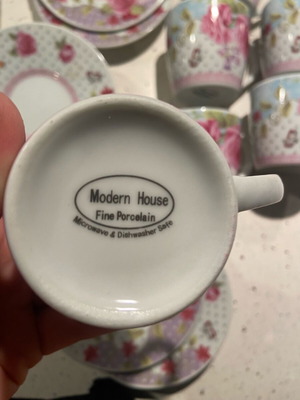 Modern House
Fine Porcelain
Microwave & Dishwasher Safe